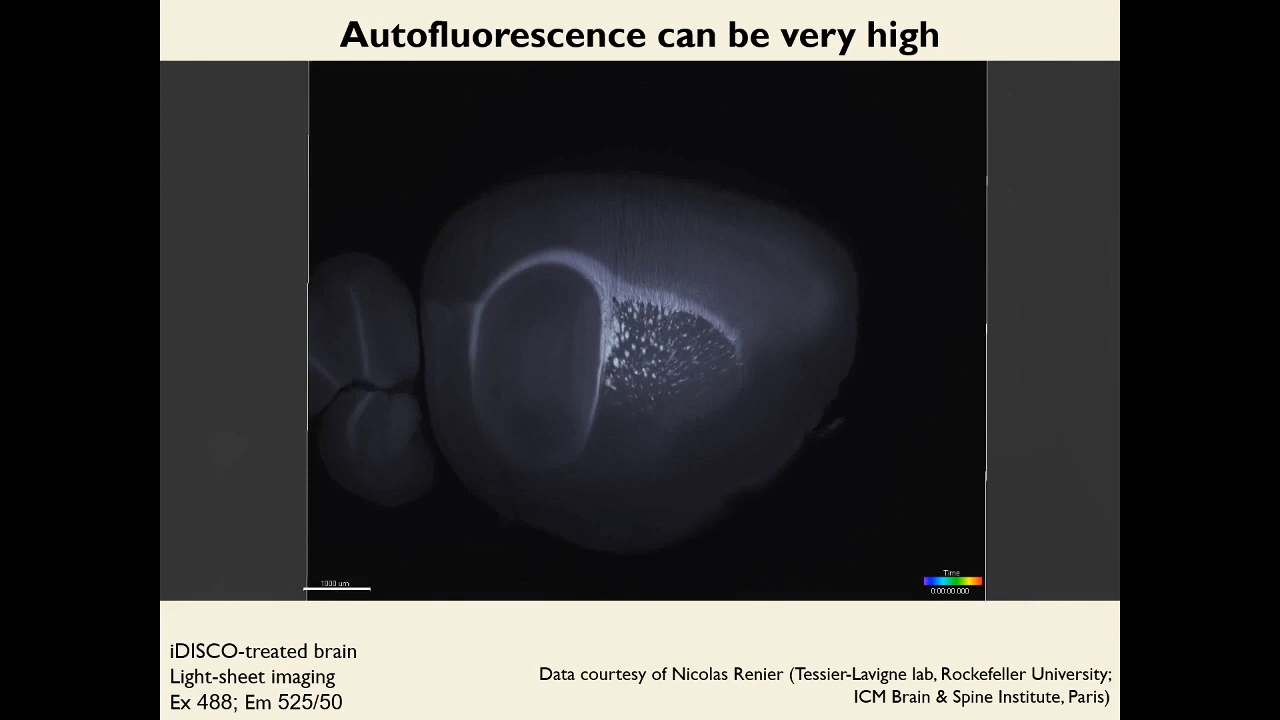 Autofluorescence can be very high
1000 um
Time
0:00:00.000
iDISCO-treated brain
Light-sheet imaging
Ex 488; Em 525/50
Data courtesy of Nicolas Renier (Tessier-Lavigne lab, Rockefeller University;
ICM Brain & Spine Institute, Paris)